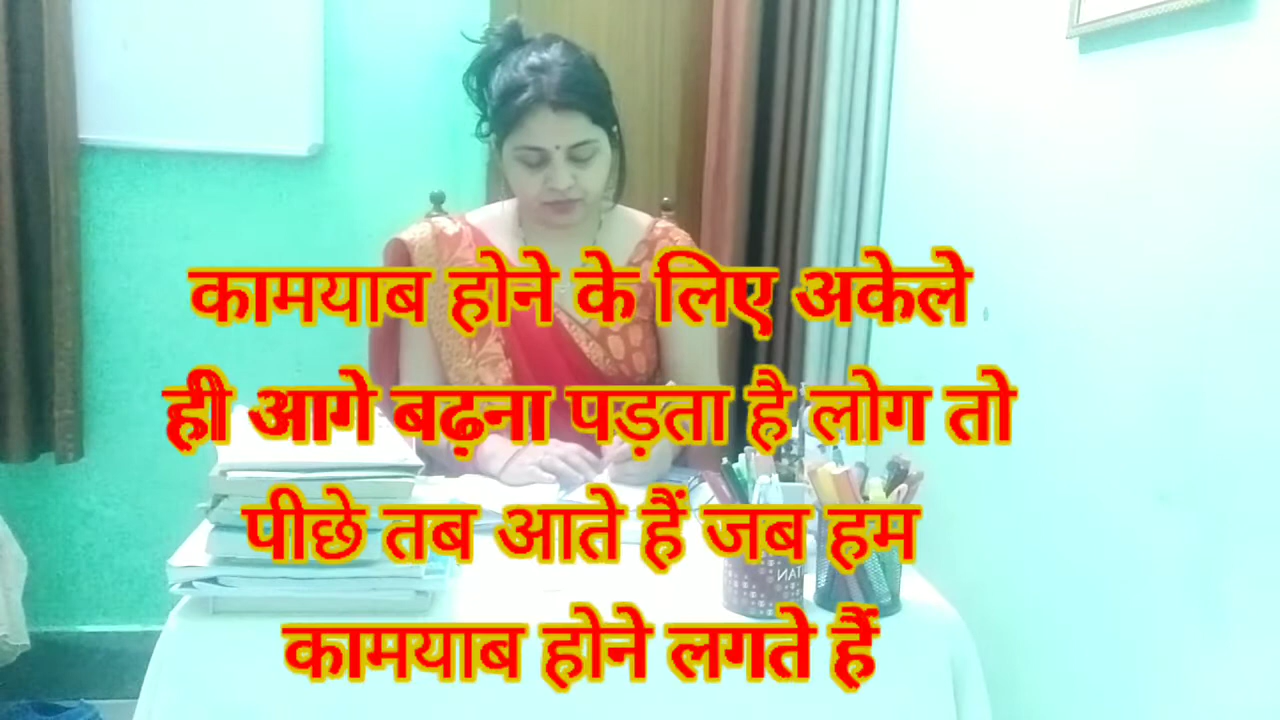 कामयाब होने के लिए अकेले
ही आगे बढ़ना पड़ता है लोग तो
पीछे तब आते हैं जब हम
कामयाब होने लगते हैं